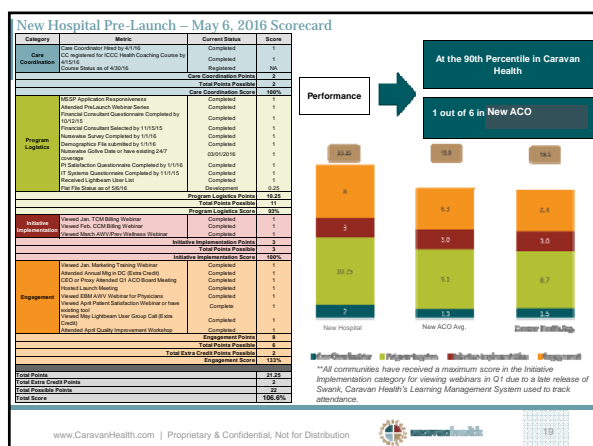 New Hospital Pre-Launch – May 6, 2016 Scorecard
Category Metric Current Status Score
Care Coordination
Care Coordinator Hired by 4/1/16 Completed 1
CC registered for ICCC Health Coaching Course by 4/15/16 Completed 1
Course Status as of 4/30/16 Registered NA
Care Coordination Points 2
Total Points Possible 2
Care Coordination Score 100%
Program Logistics
MSSP Application Responsiveness Completed 1
Attended PreLaunch Webinar Series Completed 1
Financial Consultant Questionnaire Completed by 10/12/15 Completed 1
Financial Consultant Selected by 11/15/15 Completed 1
Nursewise Survey Completed by 1/1/16 Completed 1
Demographics File submitted by 1/1/16 Completed 1
Nursewise Golive Date or have existing 24/7 coverage 03/01/2016 1
Pt Satisfaction Questionnaire Completed by 1/1/16 Completed 1
IT Systems Questionnaire Completed by 11/1/15 Completed 1
Received Lightbeam User List Completed 1
Flat File Status as of 5/6/16 Development 0.25
Program Logistics Points 10.25
Total Points Possible 11
Program Logistics Score 93%
Initiative Implementation
Viewed Jan. TCM Billing Webinar Completed 1
Viewed Feb. CCM Billing Webinar Completed 1
Viewed March AWV/Prev Wellness Webinar Completed 1
Initiative Implementation Points 3
Total Points Possible 3
Initiative Implementation Score 100%
Engagement
Viewed Jan. Marketing Training Webinar Completed 1
Attended Annual Mtg in DC (Extra Credit) Completed 1
CEO or Proxy Attended Q1 ACO Board Meeting Completed 1
Hosted Launch Meeting Completed 1
Viewed EBM AWV Webinar for Physicians Completed 1
Viewed April Patient Satisfaction Webinar or have existing tool Complete 1
Viewed May Lightbeam User Group Call (Extra Credit) Completed 1
Attended April Quality Improvement Workshop Completed 1
Engagement Points 8
Total Points Possible 6
Total Extra Credit Points Possible 2
Engagement Score 133%
Total Points 21.25
Total Extra Credit Points 2
Total Possible Points 22
Total Score 106.6%
Performance
At the 90th Percentile in Caravan Health
1 out of 6 in New ACO
8 6.3 6.4
3 3.0 3.0
10.25
2 1.3 1.5
New Hospital New ACO Avg.
**All communities have received a maximum score in the Initiative
Implementation category for viewing webinars in Q1 due to a late release of
Swank, Caravan Health's Learning Management System used to track
attendance.
www.CaravanHealth.com | Proprietary & Confidential, Not for Distribution
caravanhealth
19